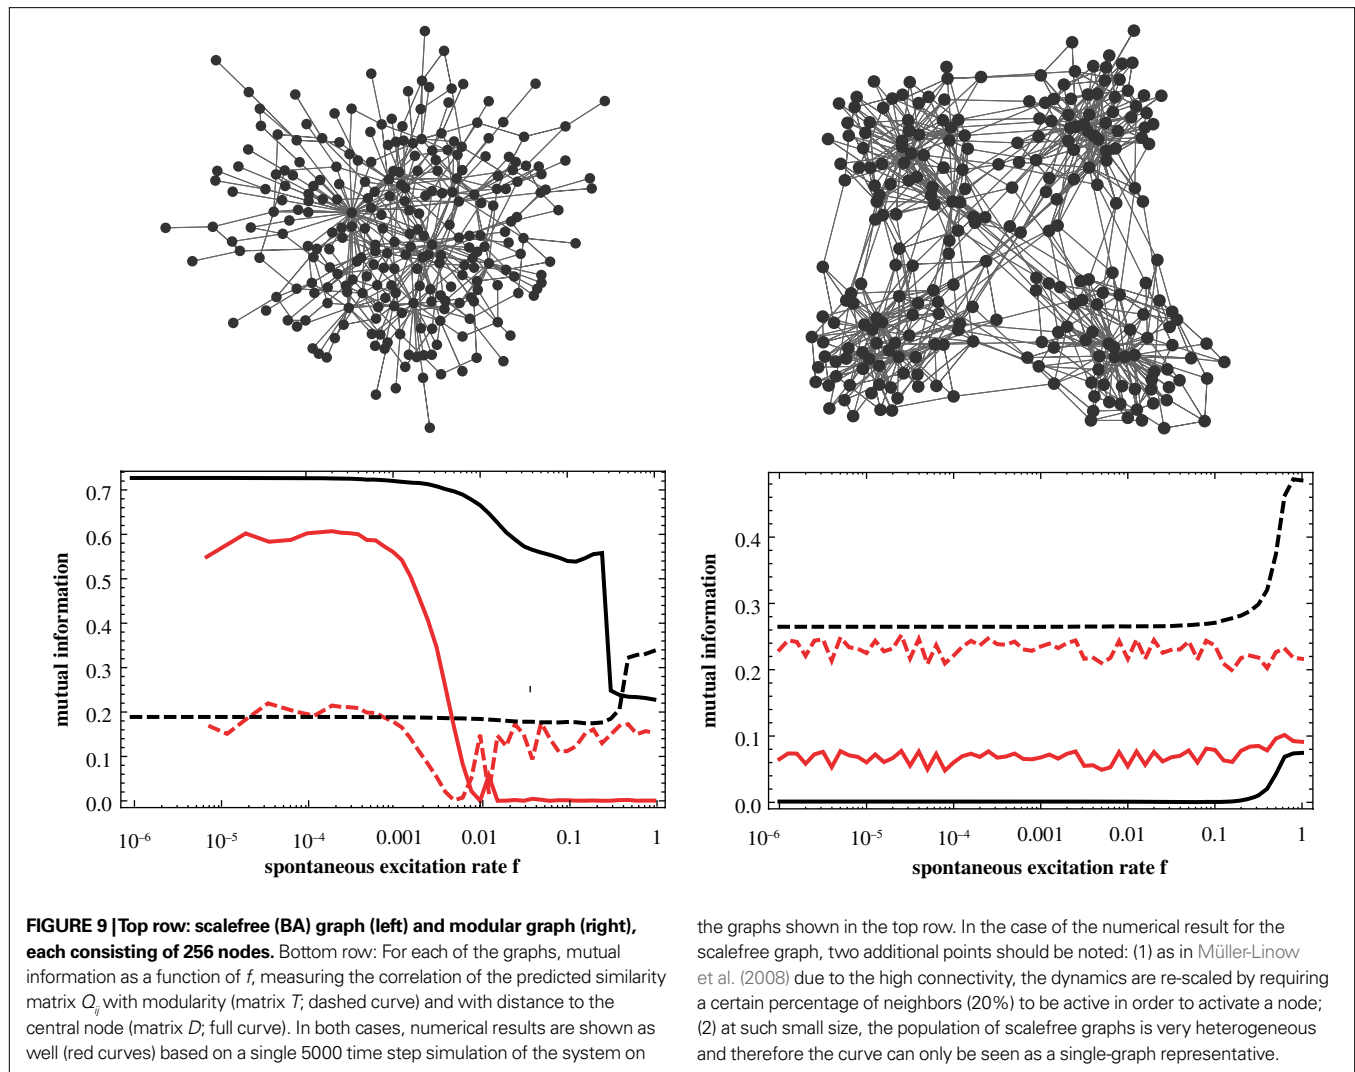 0.7
0.6
0.5
0.4
0.3
0.2
0.1
0.0
mutual information
10⁻⁶ 10⁻⁵ 10⁻⁴ 0.001 0.01 0.1 1
spontaneous excitation rate f
0.4
0.3
0.2
0.1
0.0
mutual information
10⁻⁶ 10⁻⁵ 10⁻⁴ 0.001 0.01 0.1 1
spontaneous excitation rate f
FIGURE 9 | Top row: scalefree (BA) graph (left) and modular graph (right),
each consisting of 256 nodes. Bottom row: For each of the graphs, mutual
information as a function of f, measuring the correlation of the predicted similarity
matrix Qij with modularity (matrix T; dashed curve) and with distance to the
central node (matrix D; full curve). In both cases, numerical results are shown as
well (red curves) based on a single 5000 time step simulation of the system on
the graphs shown in the top row. In the case of the numerical result for the
scalefree graph, two additional points should be noted: (1) as in Müller-Linow
et al. (2008) due to the high connectivity, the dynamics are re-scaled by requiring
a certain percentage of neighbors (20%) to be active in order to activate a node;
(2) at such small size, the population of scalefree graphs is very heterogeneous
and therefore the curve can only be seen as a single-graph representative.